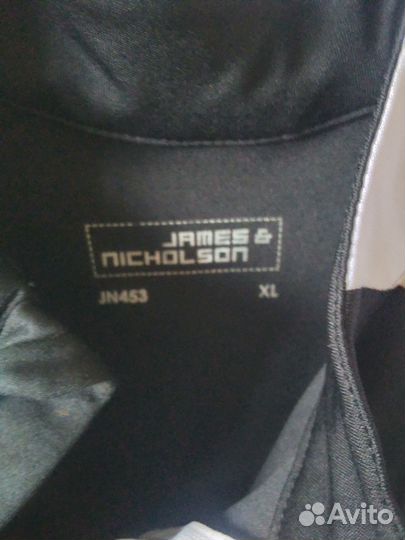 JAMES &
NICHOLSON
JN453 XL
Avito